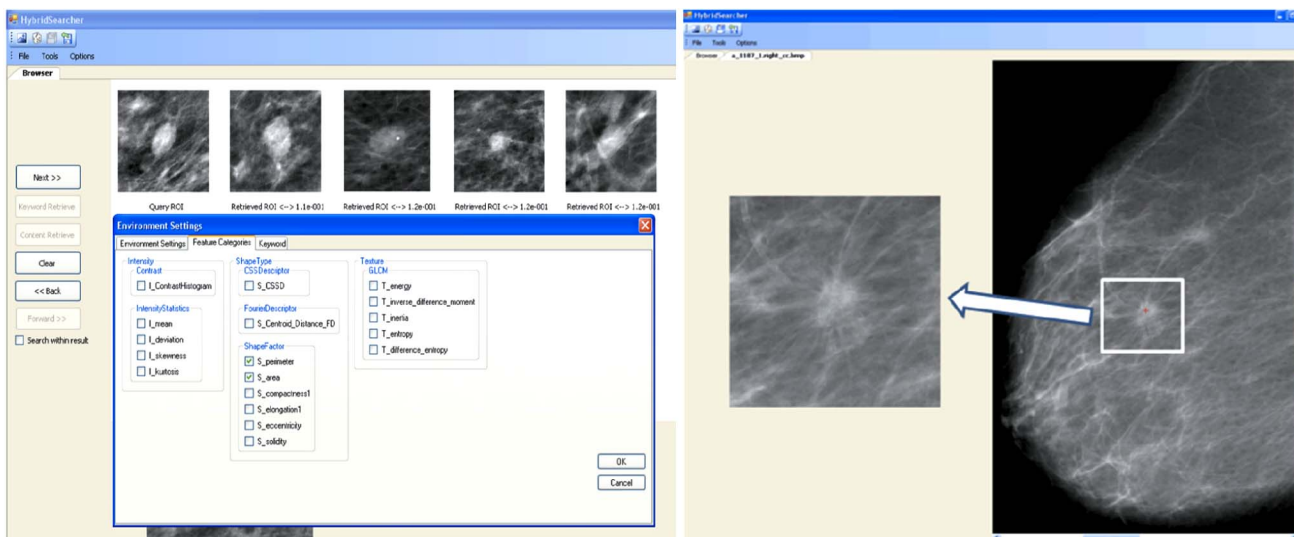 HybridSearcher
File Tools Options
Browser
Next >>
Keyword Retrieve
Content Retrieve
Clear
<< Back
Forward >>
Search within result
Query ROI
Retrieved ROI <--> 1.1e-001
Retrieved ROI <--> 1.2e-001
Retrieved ROI <--> 1.2e-001
Retrieved ROI <--> 1.2e-001
Environment Settings
Environment Settings Feature Categories Keyword
Intensity
Contrast
I_ContrastHistogram
IntensityStatistics
I_mean
I_deviation
I_skewness
I_kurtosis
ShapeType
CSSDescriptor
S_CSSD
FourierDescriptor
S_Centroid_Distance_FD
ShapeFactor
S_perimeter
S_area
S_compactness1
S_elongation1
S_eccentricity
S_solidity
Texture
GLCM
T_energy
T_inverse_difference_moment
T_inertia
T_entropy
T_difference_entropy
OK
Cancel
HybridSearcher
File Tools Options
Browser